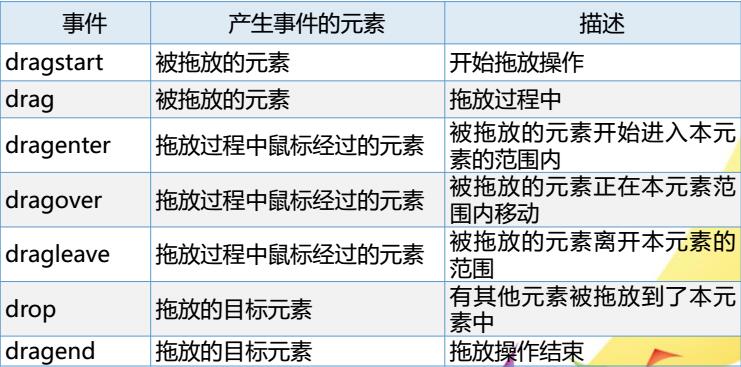 事件 产生事件的元素 描述
dragstart 被拖放的元素 开始拖放操作
drag 被拖放的元素 拖放过程中
dragenter 拖放过程中鼠标经过的元素 被拖放的元素开始进入本元
素的范围内
dragover 拖放过程中鼠标经过的元素 被拖放的元素正在本元素范
围内移动
dragleave 拖放过程中鼠标经过的元素 被拖放的元素离开本元素的
范围
drop 拖放的目标元素 有其他元素被拖放到了本元
素中
dragend 拖放的目标元素 拖放操作结束